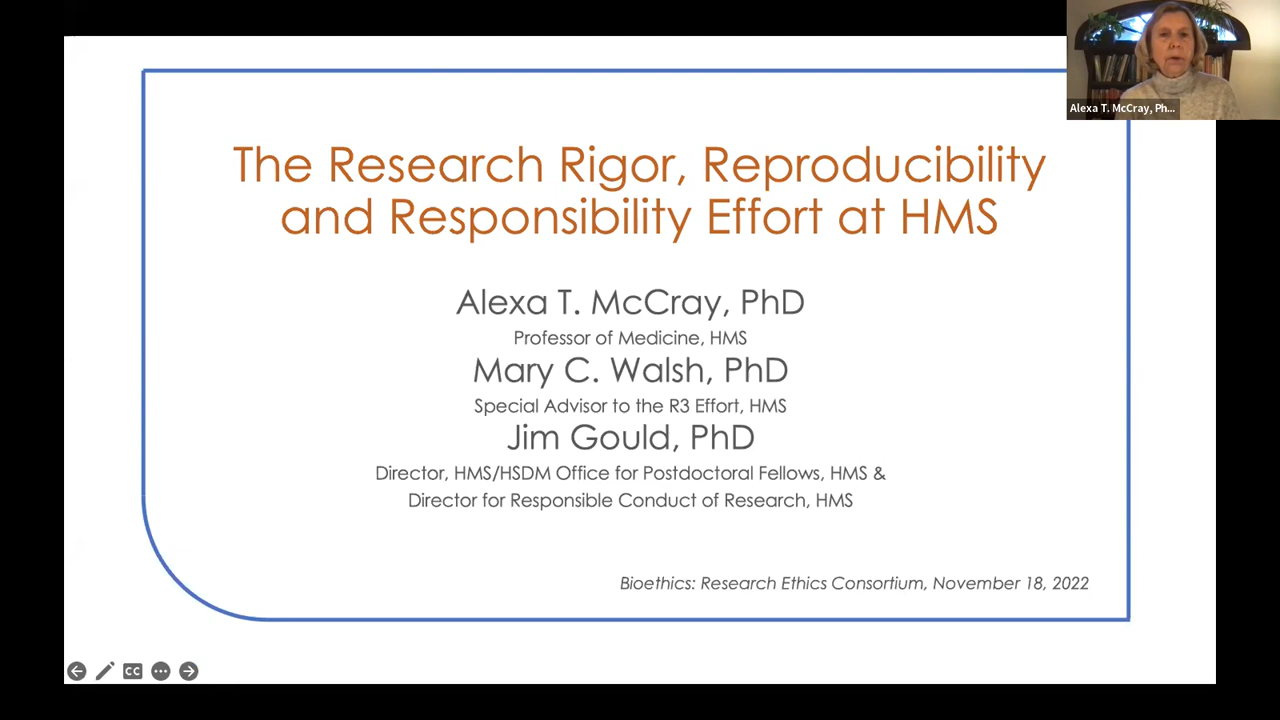 Alexa T. McCray, Ph...
The Research Rigor, Reproducibility
and Responsibility Effort at HMS
Alexa T. McCray, PhD
Professor of Medicine, HMS
Mary C. Walsh, PhD
Special Advisor to the R3 Effort, HMS
Jim Gould, PhD
Director, HMS/HSDM Office for Postdoctoral Fellows, HMS &
Director for Responsible Conduct of Research, HMS
Bioethics: Research Ethics Consortium, November 18, 2022
CC